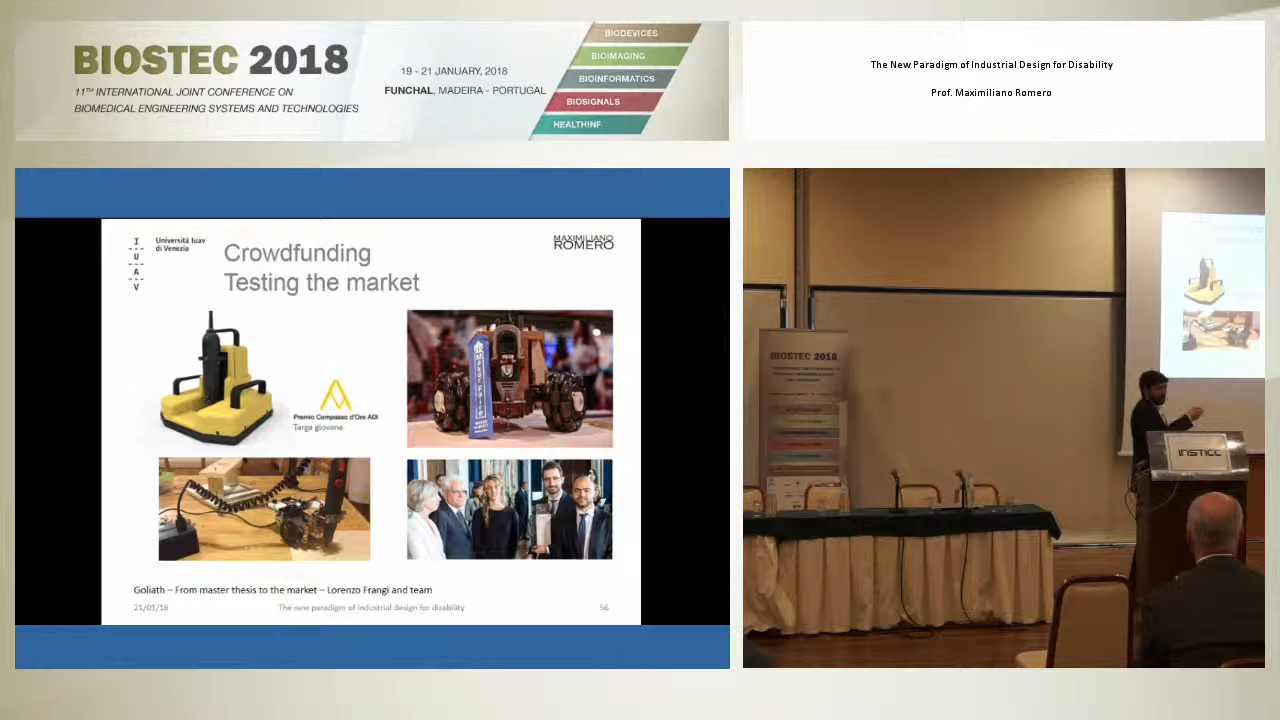 BIOSTEC 2018
11TH INTERNATIONAL JOINT CONFERENCE ON
BIOMEDICAL ENGINEERING SYSTEMS AND TECHNOLOGIES
19 - 21 JANUARY, 2018
FUNCHAL, MADEIRA - PORTUGAL
BIODEVICES
BIOIMAGING
BIOINFORMATICS
BIOSIGNALS
HEALTHINF
The New Paradigm of Industrial Design for Disability
Prof. Maximiliano Romero
I
U
A
V
Università Iuav
di Venezia
Crowdfunding
Testing the market
MAXIMILIANO
ROMERO
Premio Compasso d'Oro ADI
Targa giovane
Maker Faire
Goliath – From master thesis to the market – Lorenzo Frangi and team
21/01/18
The new paradigm of industrial design for disability
56
BIOSTEC 2018
INSTICC